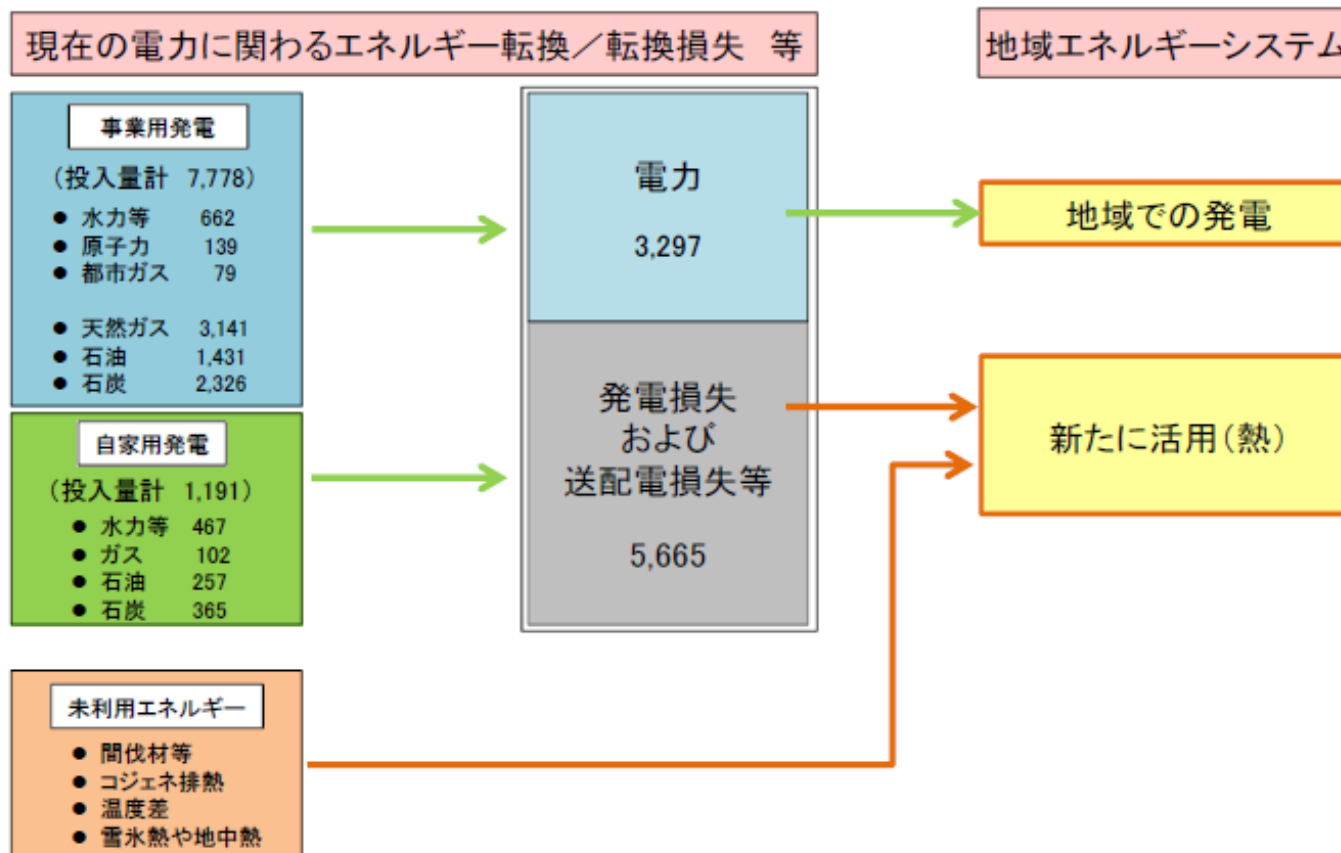 現在の電力に関わるエネルギー転換／転換損失 等
地域エネルギーシステム
事業用発電
(投入量計 7,778)
● 水力等 662
● 原子力 139
● 都市ガス 79
● 天然ガス 3,141
● 石油 1,431
● 石炭 2,326
自家用発電
(投入量計 1,191)
● 水力等 467
● ガス 102
● 石油 257
● 石炭 365
未利用エネルギー
● 間伐材等
● コジェネ排熱
● 温度差
● 雪氷熱や地中熱
電力
3,297
発電損失
および
送配電損失等
5,665
地域での発電
新たに活用(熱)